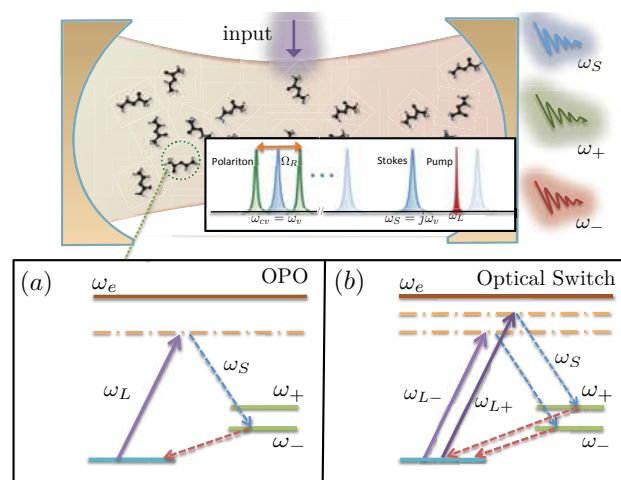 input
ω_S
ω_+
ω_-
Polariton
Ω_R
Stokes
Pump
ω_cv = ω_v
//
ω_S = jω_v
ω_L
(a)
OPO
ω_e
ω_L
ω_S
ω_+
ω_-
(b)
Optical Switch
ω_e
ω_L-
ω_L+
ω_S
ω_+
ω_-